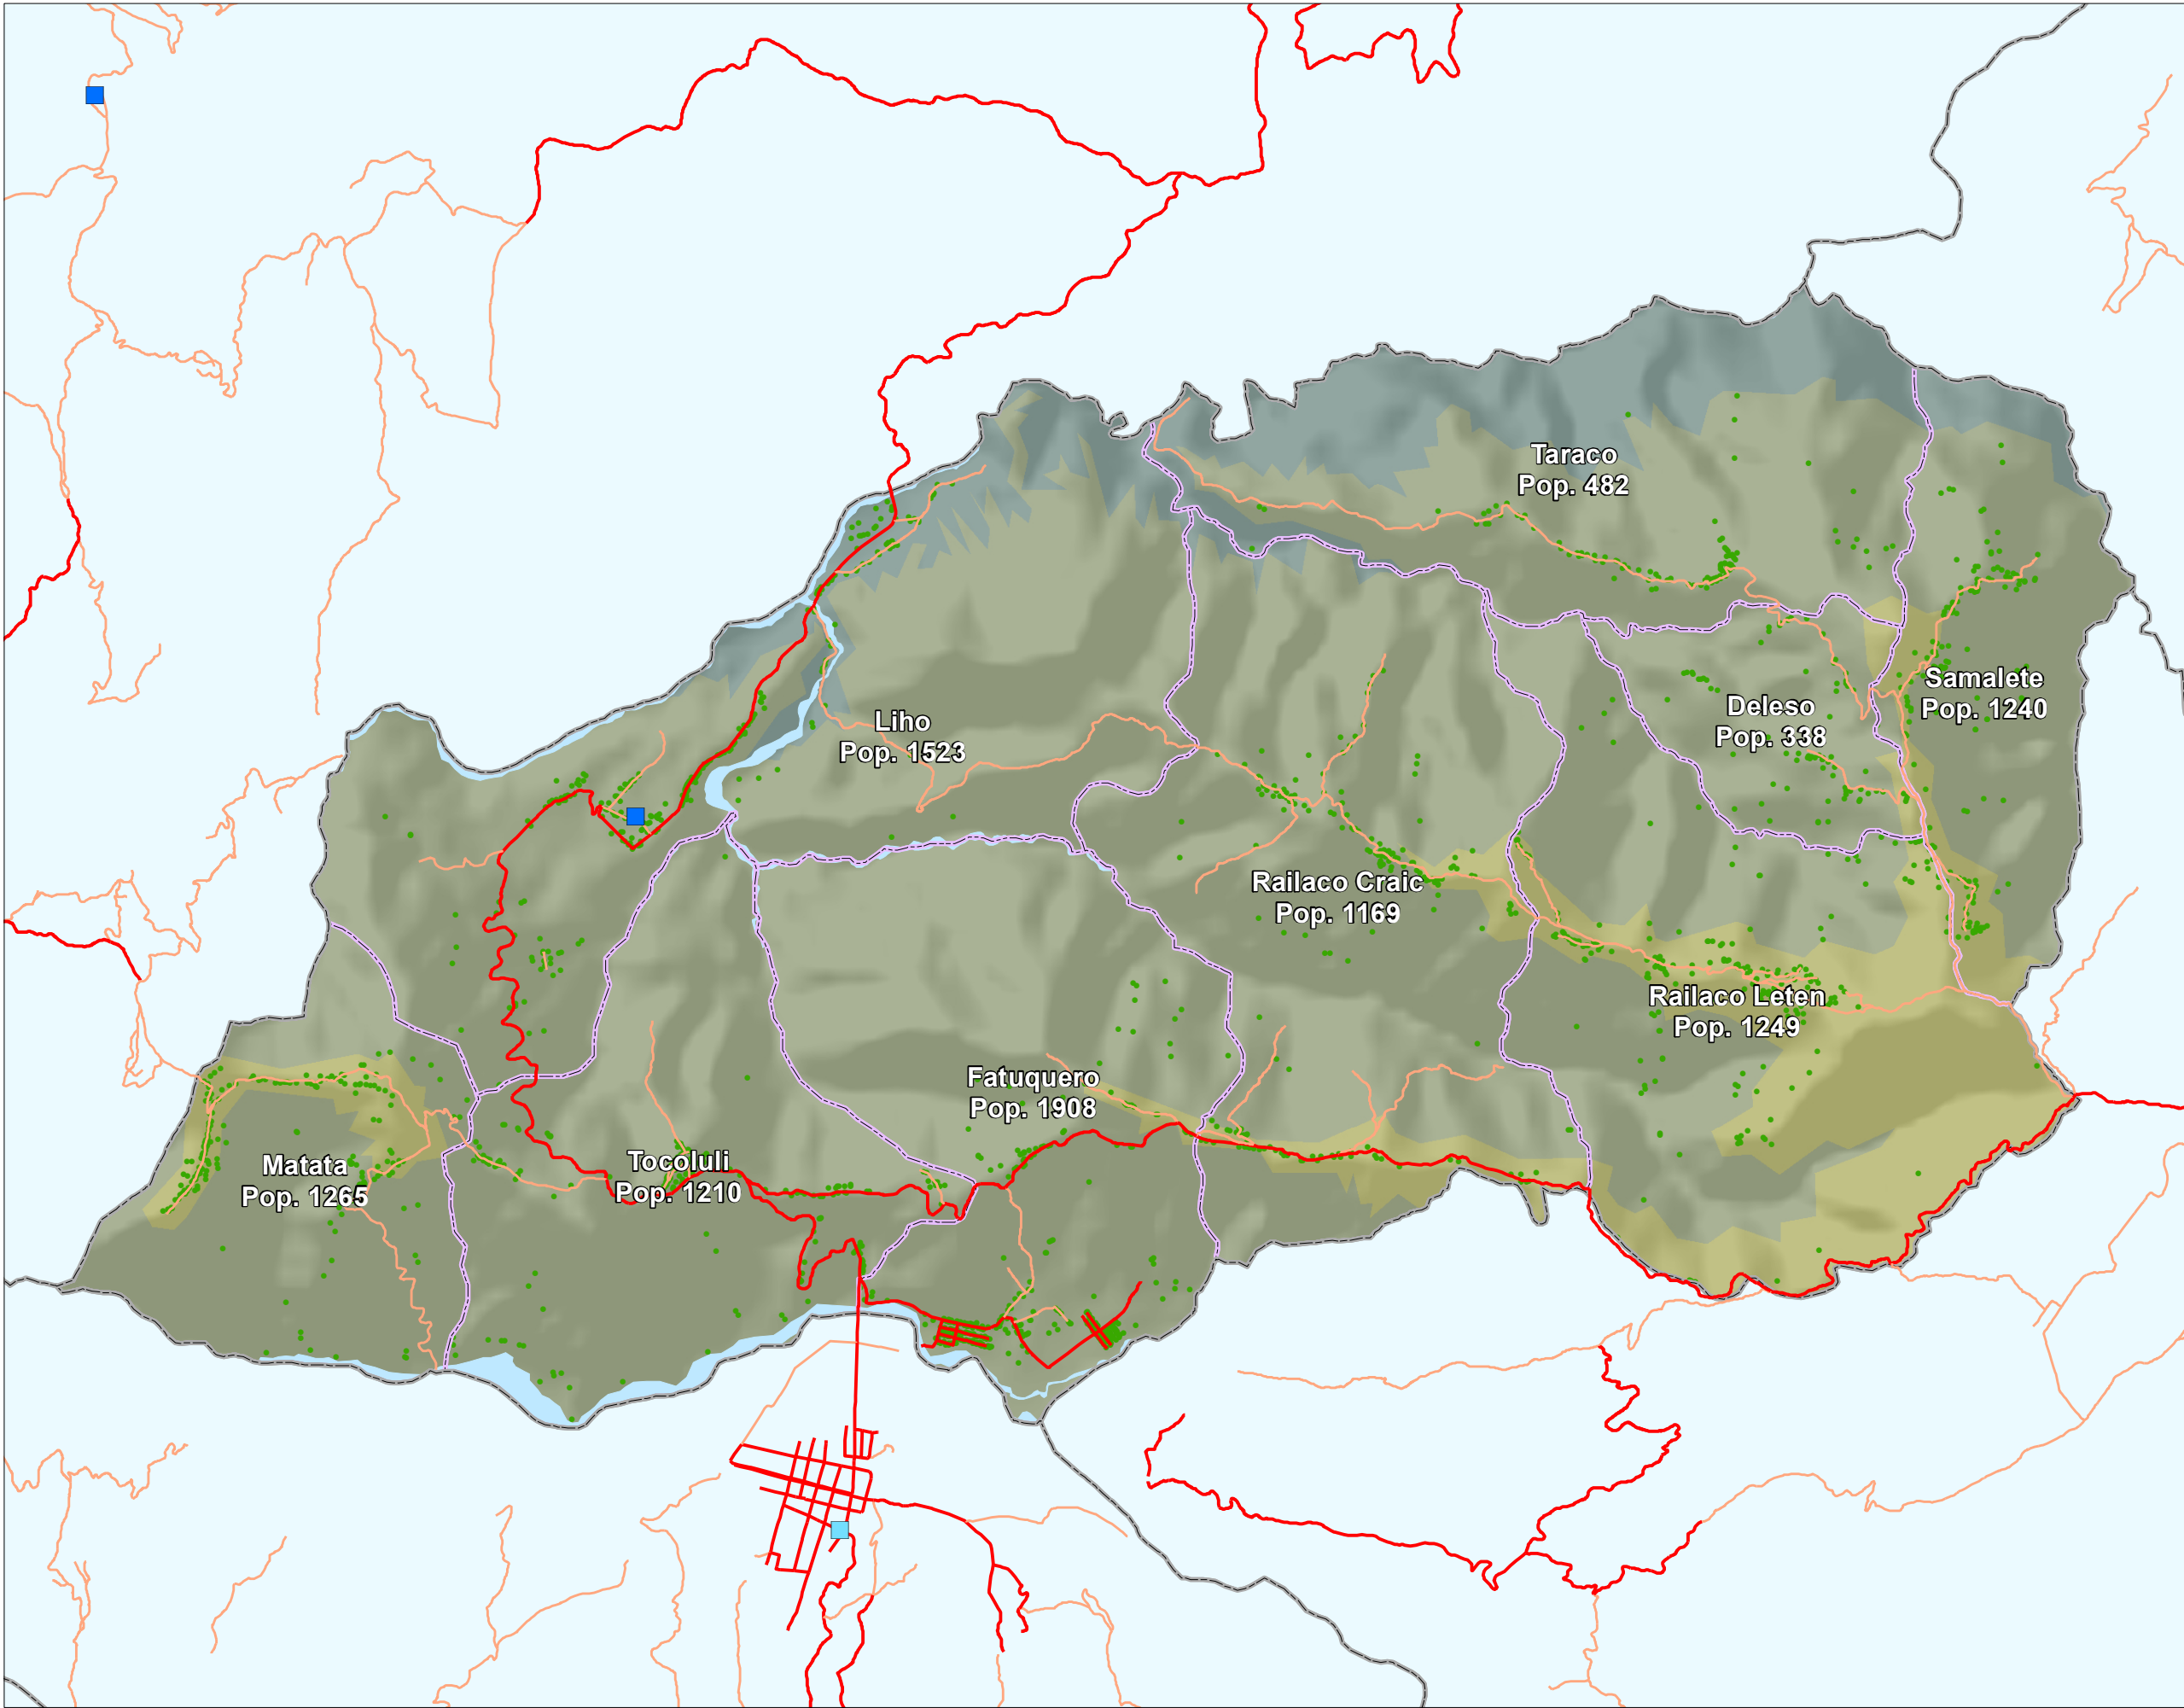 Taraco
Pop. 482
Samalete
Pop. 1240
Deleso
Pop. 338
Liho
Pop. 1523
Railaco Craic
Pop. 1169
Railaco Leten
Pop. 1249
Fatuquero
Pop. 1908
Matata
Pop. 1265
Tocoluli
Pop. 1210